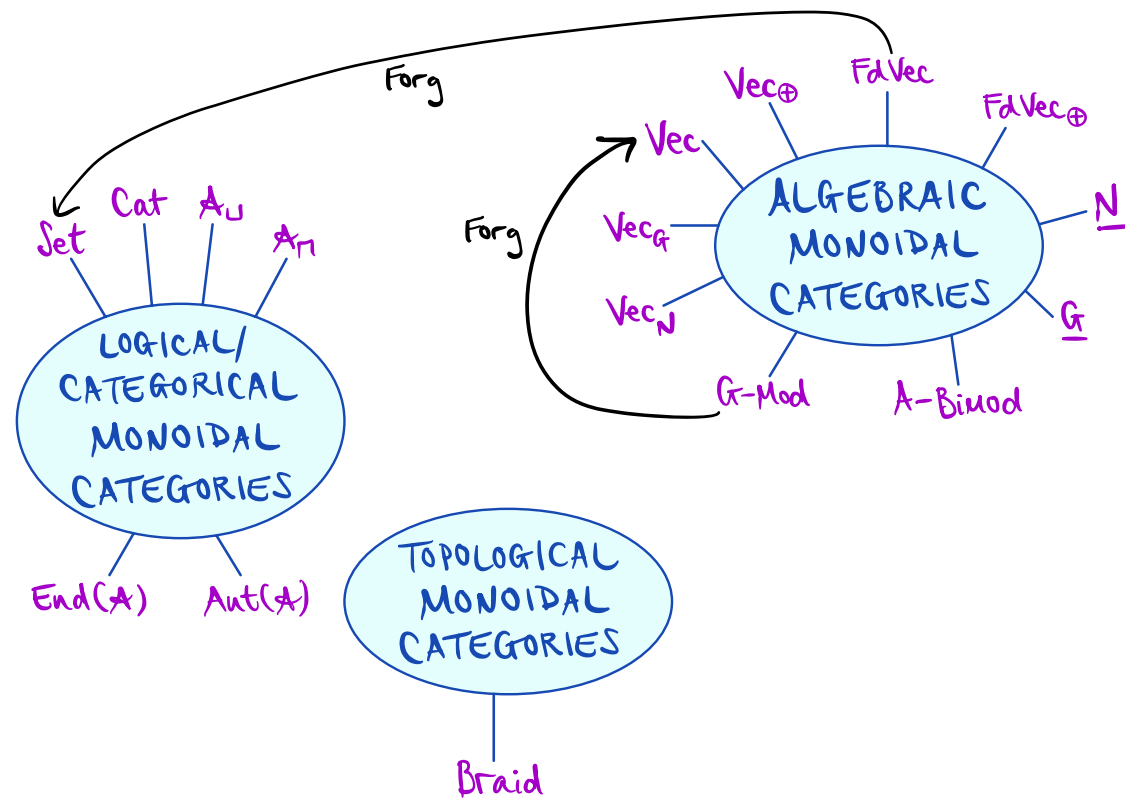 Forg
FdVec
Vec⊕
FdVec⊕
Vec
ALGEBRAIC
MONOIDAL
CATEGORIES
N
Forg
Vec_G
Vec_N
G
G-Mod
A-Bimod
Set
Cat
A⊔
A⊓
LOGICAL/
CATEGORICAL
MONOIDAL
CATEGORIES
End(A)
Aut(A)
TOPOLOGICAL
MONOIDAL
CATEGORIES
Braid